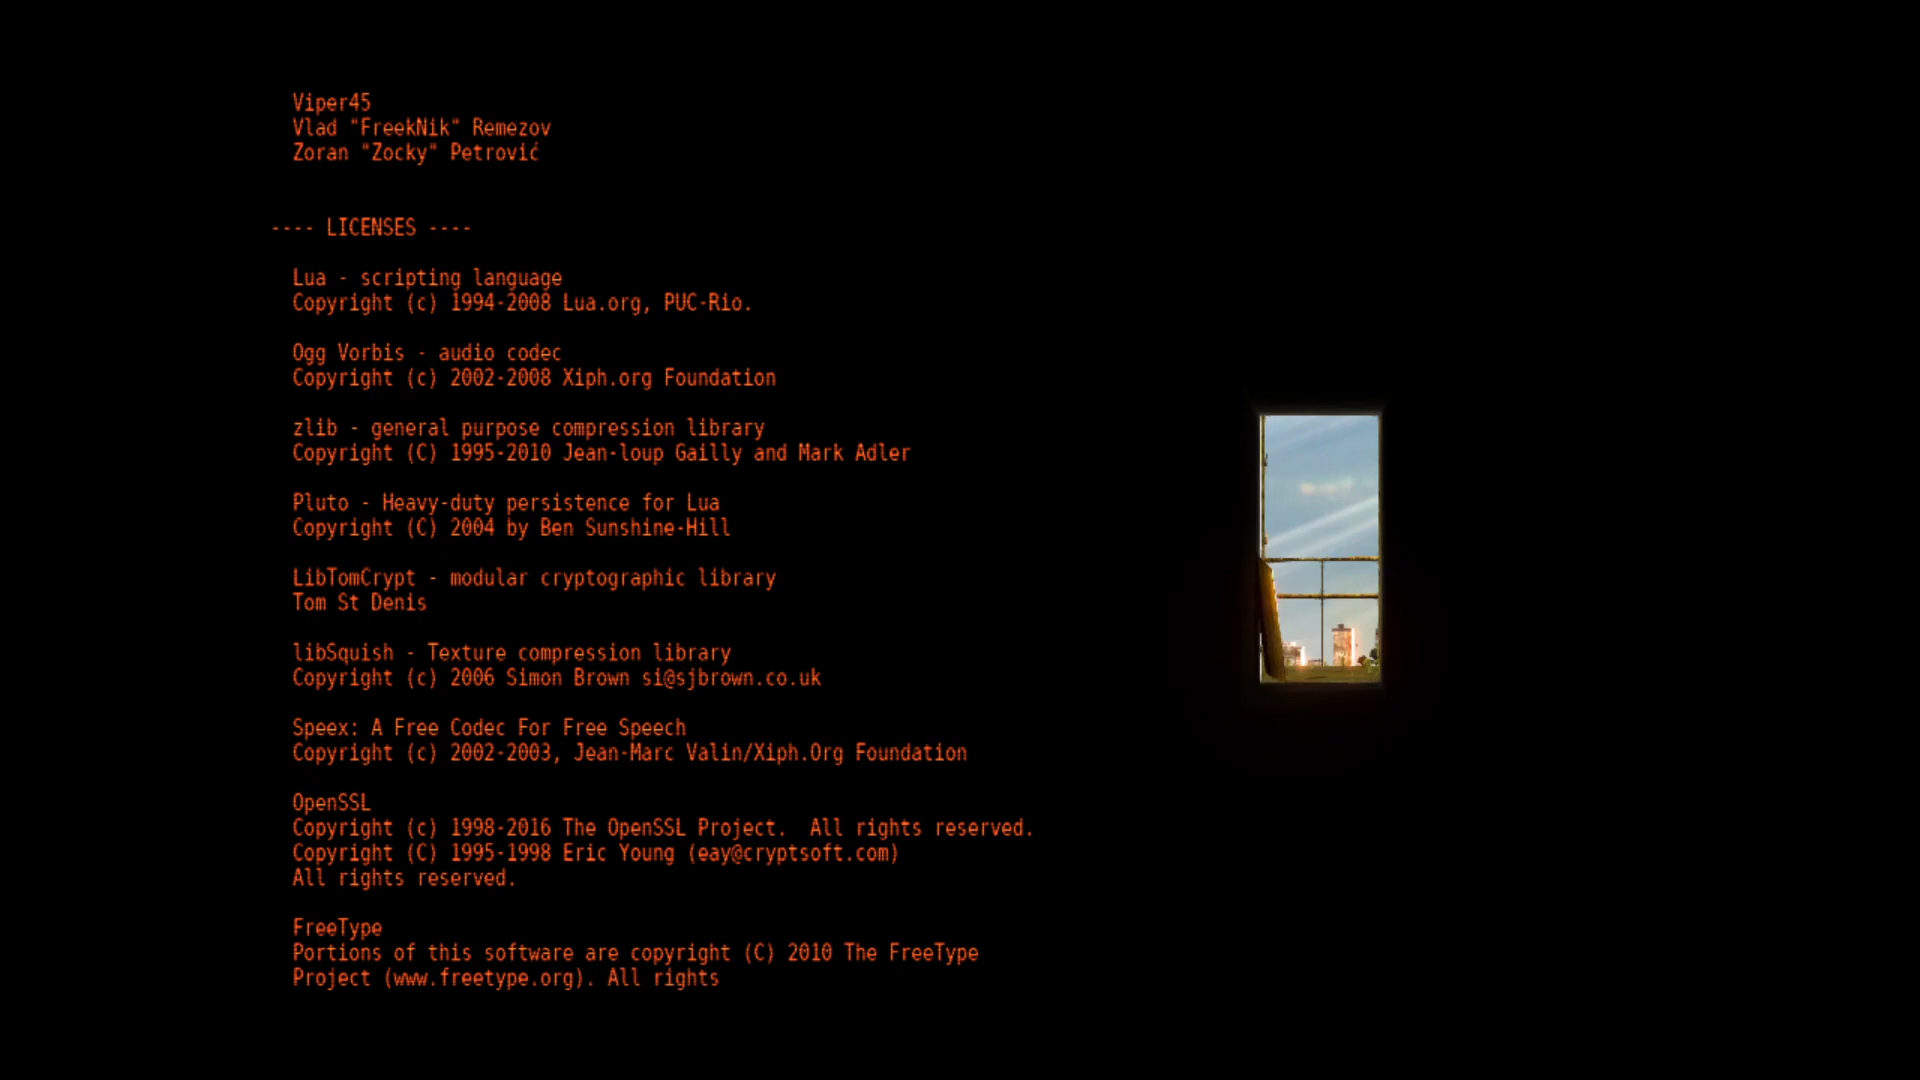 Viper45
Vlad "FreekNik" Remezov
Zoran "Zocky" Petrović
---- LICENSES ----
Lua - scripting language
Copyright (c) 1994-2008 Lua.org, PUC-Rio.
Ogg Vorbis - audio codec
Copyright (c) 2002-2008 Xiph.org Foundation
zlib - general purpose compression library
Copyright (C) 1995-2010 Jean-loup Gailly and Mark Adler
Pluto - Heavy-duty persistence for Lua
Copyright (C) 2004 by Ben Sunshine-Hill
LibTomCrypt - modular cryptographic library
Tom St Denis
libSquish - Texture compression library
Copyright (c) 2006 Simon Brown si@sjbrown.co.uk
Speex: A Free Codec For Free Speech
Copyright (c) 2002-2003, Jean-Marc Valin/Xiph.Org Foundation
OpenSSL
Copyright (c) 1998-2016 The OpenSSL Project.  All rights reserved.
Copyright (C) 1995-1998 Eric Young (eay@cryptsoft.com)
All rights reserved.
FreeType
Portions of this software are copyright (C) 2010 The FreeType
Project (www.freetype.org). All rights